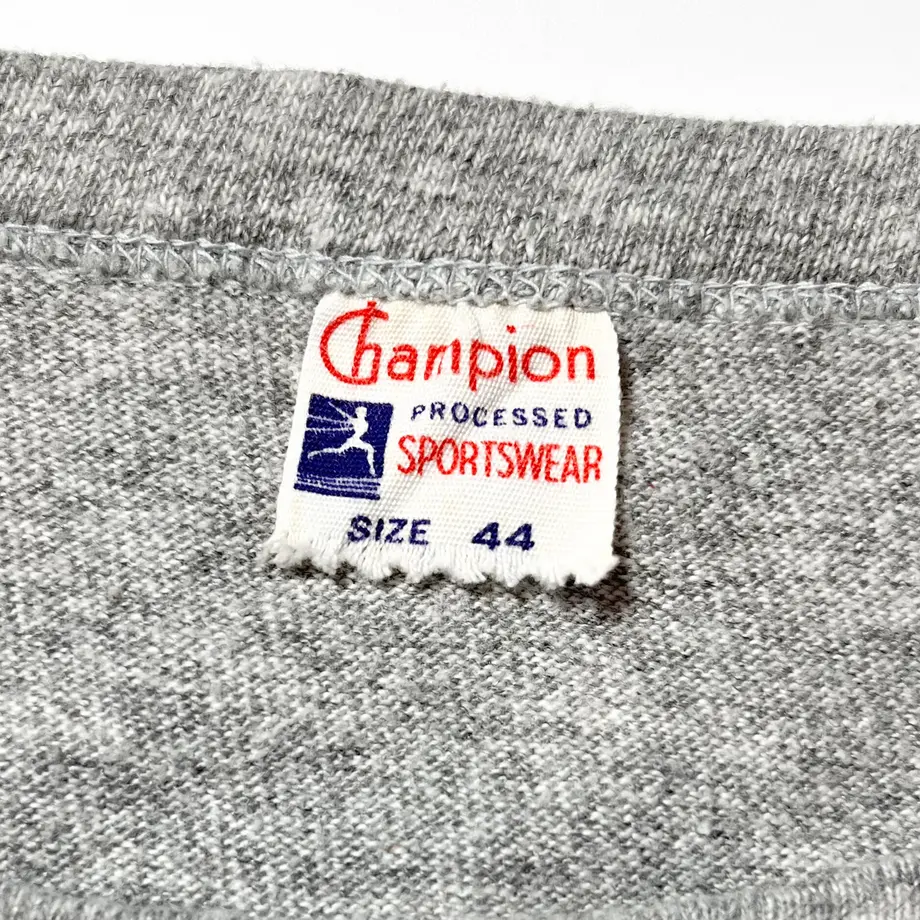 Champion
PROCESSED
SPORTSWEAR
SIZE 44